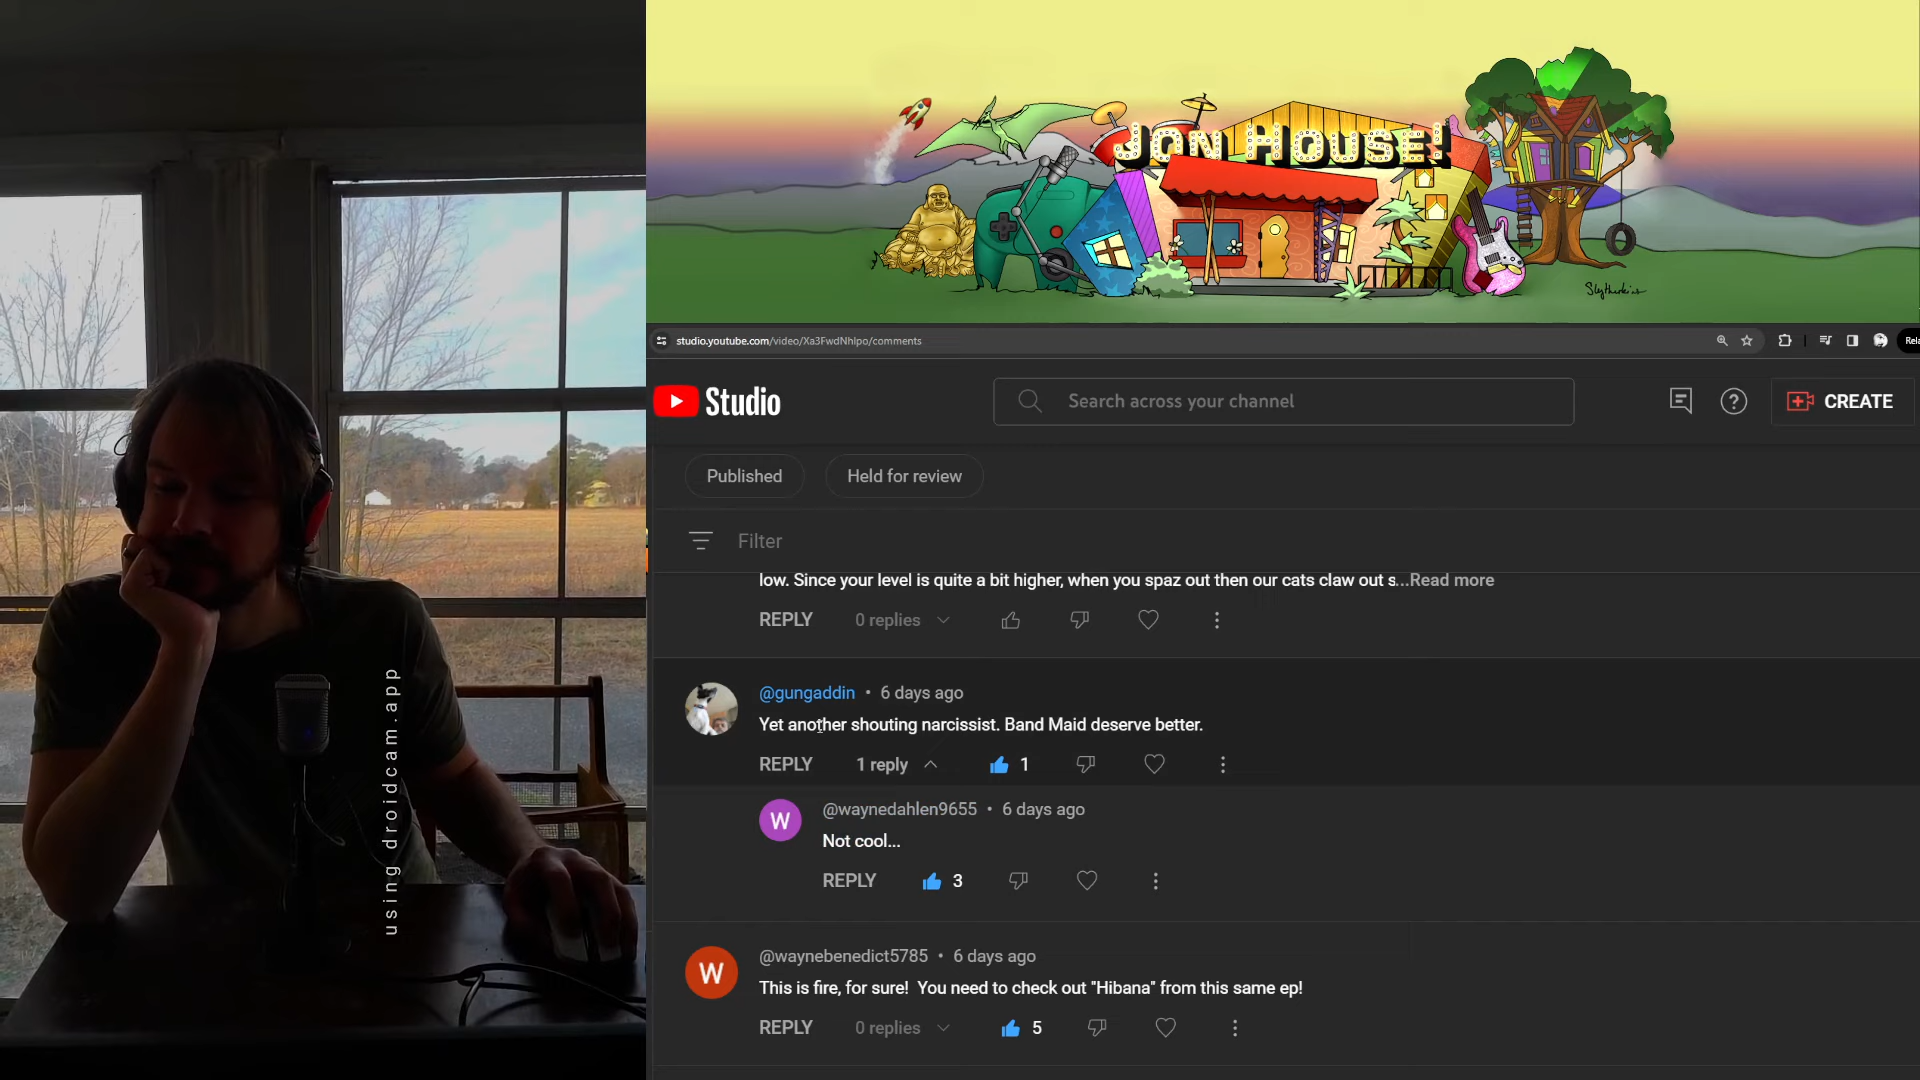 JON HOUSE!
Slytherkins
studio.youtube.com/video/Xa3FwdNhIpo/comments
Rela
Studio
Search across your channel
?
CREATE
Published
Held for review
Filter
low. Since your level is quite a bit higher, when you spaz out then our cats claw out s...Read more
REPLY
0 replies
@gungaddin • 6 days ago
Yet another shouting narcissist. Band Maid deserve better.
REPLY
1 reply
1
W
@waynedahlen9655 • 6 days ago
Not cool...
REPLY
3
W
@waynebenedict5785 • 6 days ago
This is fire, for sure!  You need to check out "Hibana" from this same ep!
REPLY
0 replies
5
using droidcam.app